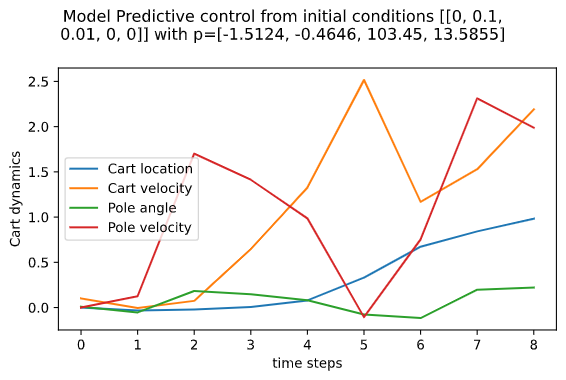 Model Predictive control from initial conditions [[0, 0.1,
0.01, 0, 0]] with p=[-1.5124, -0.4646, 103.45, 13.5855]
Cart dynamics
2.5
2.0
1.5
1.0
0.5
0.0
Cart location
Cart velocity
Pole angle
Pole velocity
0 1 2 3 4 5 6 7 8
time steps